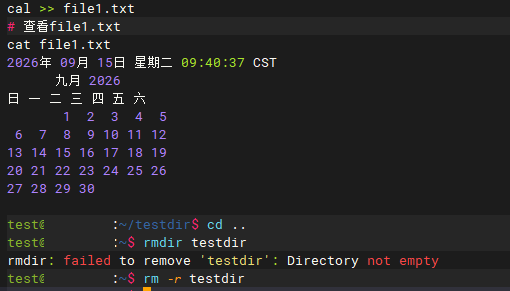 cal >> file1.txt
# 查看file1.txt
cat file1.txt
2026年 09月 15日 星期二 09:40:37 CST
九月 2026
日 一 二 三 四 五 六
1 2 3 4 5
6 7 8 9 10 11 12
13 14 15 16 17 18 19
20 21 22 23 24 25 26
27 28 29 30
test@ :~/testdir$ cd ..
test@ :~$ rmdir testdir
rmdir: failed to remove 'testdir': Directory not empty
test@ :~$ rm -r testdir